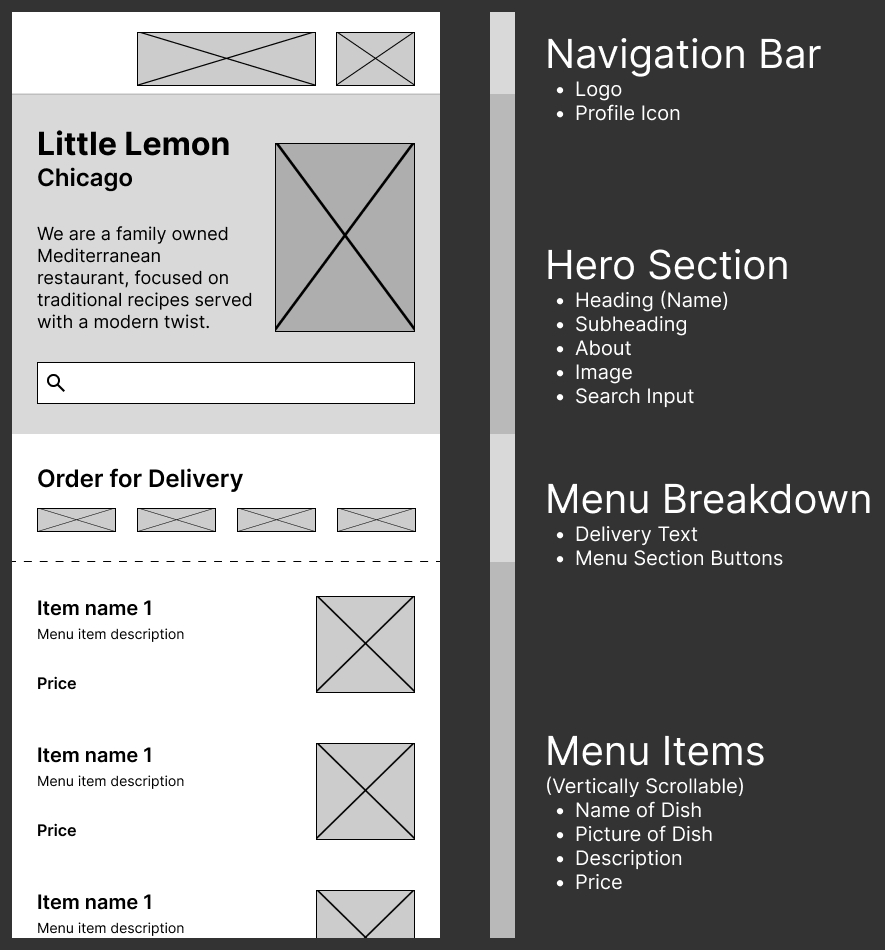 Little Lemon
Chicago
We are a family owned
Mediterranean
restaurant, focused on
traditional recipes served
with a modern twist.
Order for Delivery
Item name 1
Menu item description
Price
Item name 1
Menu item description
Price
Item name 1
Menu item description
Navigation Bar
• Logo
• Profile Icon
Hero Section
• Heading (Name)
• Subheading
• About
• Image
• Search Input
Menu Breakdown
• Delivery Text
• Menu Section Buttons
Menu Items
(Vertically Scrollable)
• Name of Dish
• Picture of Dish
• Description
• Price